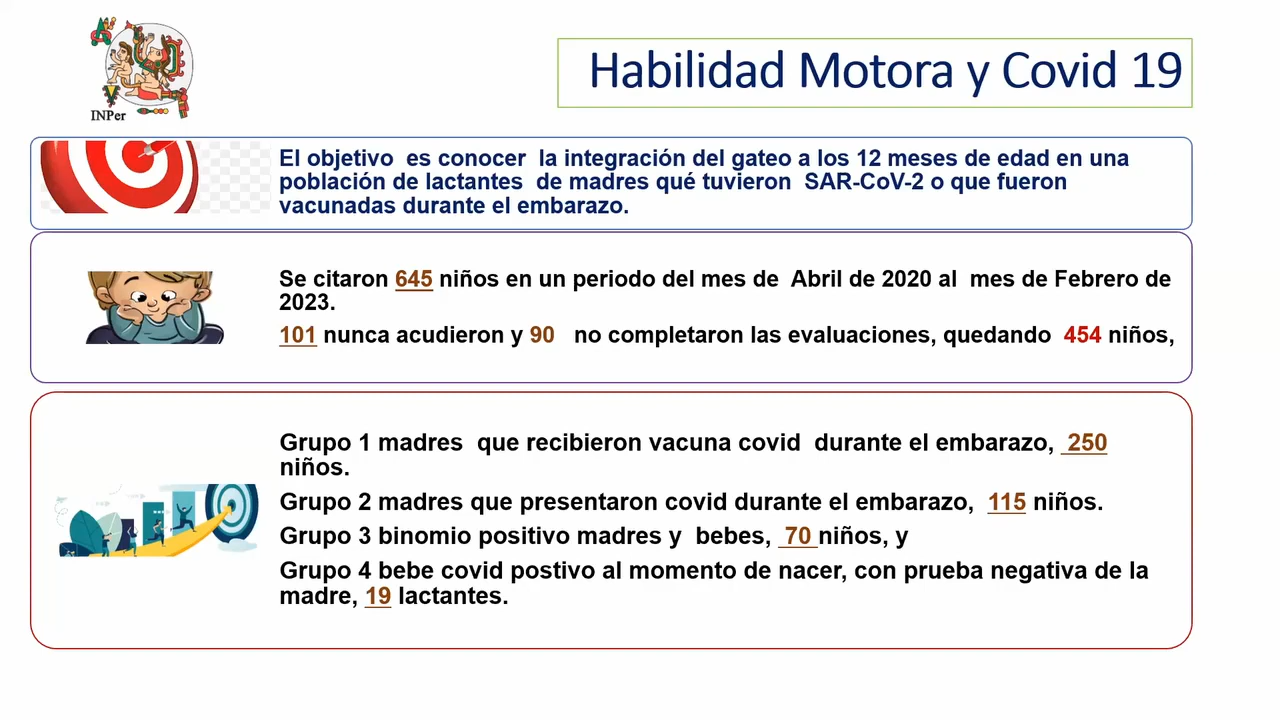 INPer
Habilidad Motora y Covid 19
El objetivo es conocer la integración del gateo a los 12 meses de edad en una
población de lactantes de madres qué tuvieron SAR-CoV-2 o que fueron
vacunadas durante el embarazo.
Se citaron 645 niños en un periodo del mes de Abril de 2020 al mes de Febrero de
2023.
101 nunca acudieron y 90 no completaron las evaluaciones, quedando 454 niños,
Grupo 1 madres que recibieron vacuna covid durante el embarazo, 250
niños.
Grupo 2 madres que presentaron covid durante el embarazo, 115 niños.
Grupo 3 binomio positivo madres y bebes, 70 niños, y
Grupo 4 bebe covid postivo al momento de nacer, con prueba negativa de la
madre, 19 lactantes.